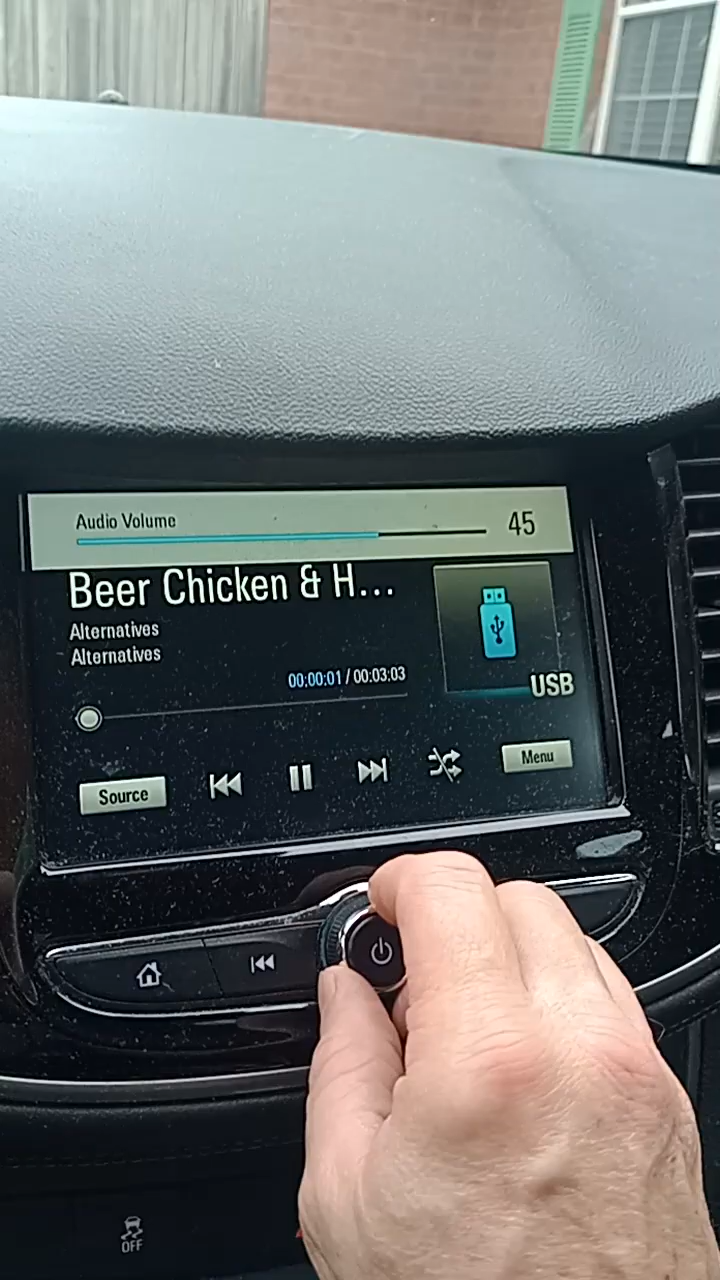 Audio Volume 45
Beer Chicken & H...
Alternatives
Alternatives
00:00:01 / 00:03:03
USB
Source
Menu
OFF